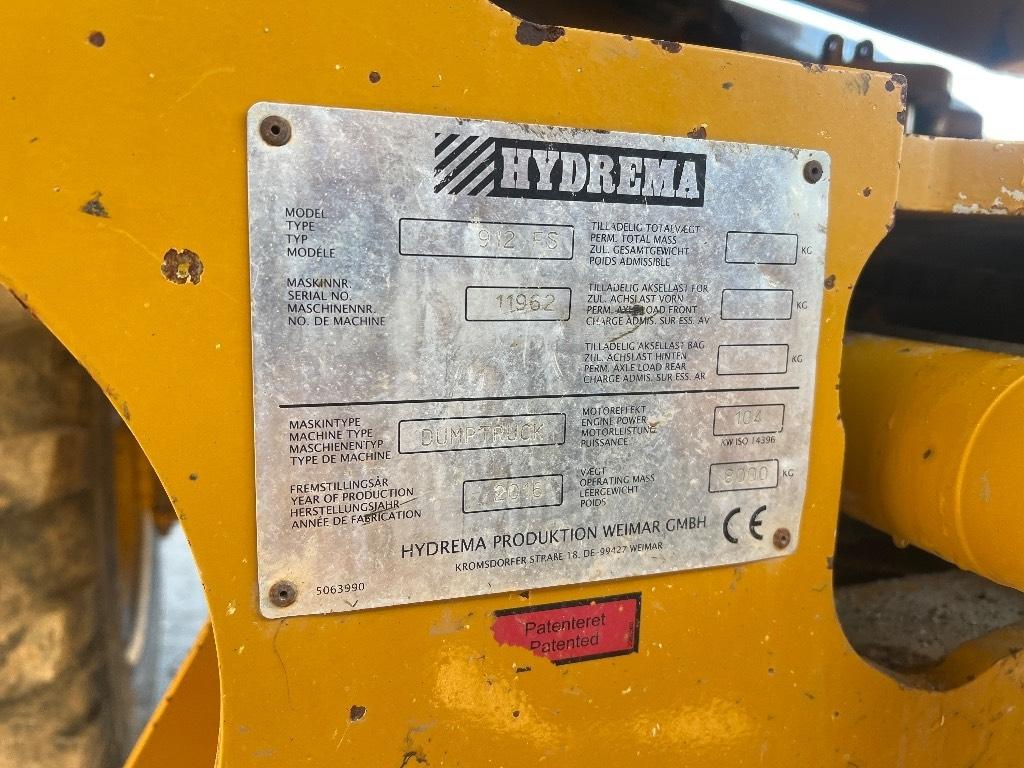 HYDREMA
MODEL
TYPE
TYP
MODÈLE
912 FS
TILLADELIG TOTALVÆGT
PERM. TOTAL MASS
ZUL. GESAMTGEWICHT
POIDS ADMISSIBLE
KG
MASKINNR.
SERIAL NO.
MASCHINENNR.
NO. DE MACHINE
11962
TILLADELIG AKSELLAST FOR
ZUL. ACHSLAST VORN
PERM. AXLE LOAD FRONT
CHARGE ADMIS. SUR ESS. AV
KG
TILLADELIG AKSELLAST BAG
ZUL. ACHSLAST HINTEN
PERM. AXLE LOAD REAR
CHARGE ADMIS. SUR ESS. AR
KG
MASKINTYPE
MACHINE TYPE
MASCHIENENTYP
TYPE DE MACHINE
DUMPTRUCK
MOTOREFFEKT
ENGINE POWER
MOTORLEISTUNG
PUISSANCE
104
KW ISO 14396
FREMSTILLINGSÅR
YEAR OF PRODUCTION
HERSTELLUNGSJAHR
ANNÉE DE FABRICATION
2016
VÆGT
OPERATING MASS
LEERGEWICHT
POIDS
8000 KG
HYDREMA PRODUKTION WEIMAR GMBH
KROMSDORFER STRAßE 18. DE-99427 WEIMAR
CE
5063990
Patenteret
Patented